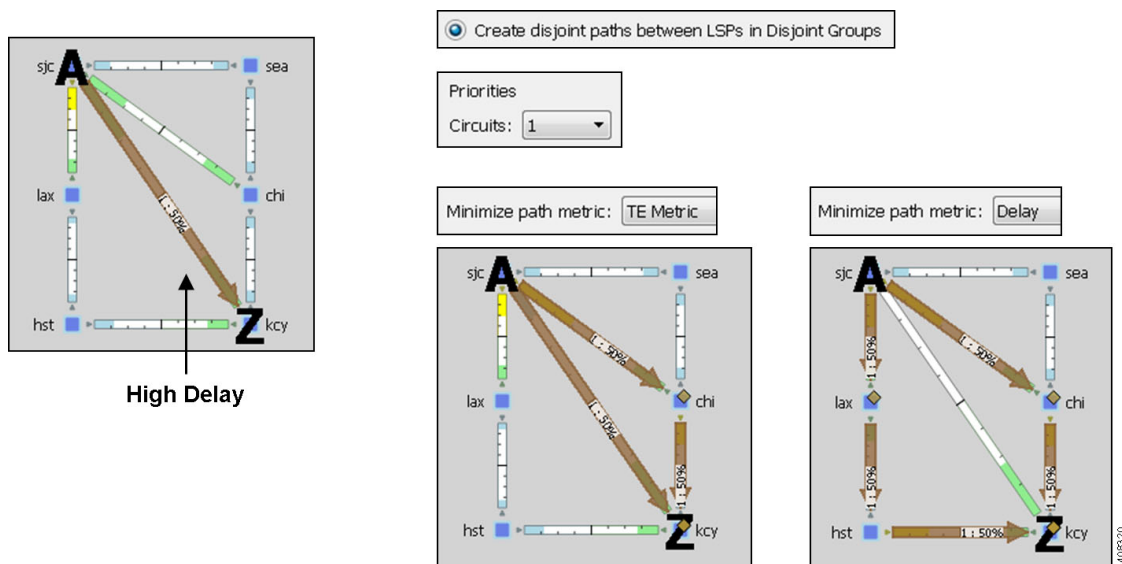 Create disjoint paths between LSPs in Disjoint Groups
Priorities
Circuits: 1
sjc A sea
1 : 50%
lax chi
hst Z kcy
High Delay
Minimize path metric: TE Metric
sjc A sea
1 : 50%
lax chi
1 : 50%
1 : 50%
hst Z kcy
Minimize path metric: Delay
sjc A sea
1 : 50%
1 : 50%
lax chi
1 : 50%
1 : 50%
hst 1 : 50% Z kcy
408320